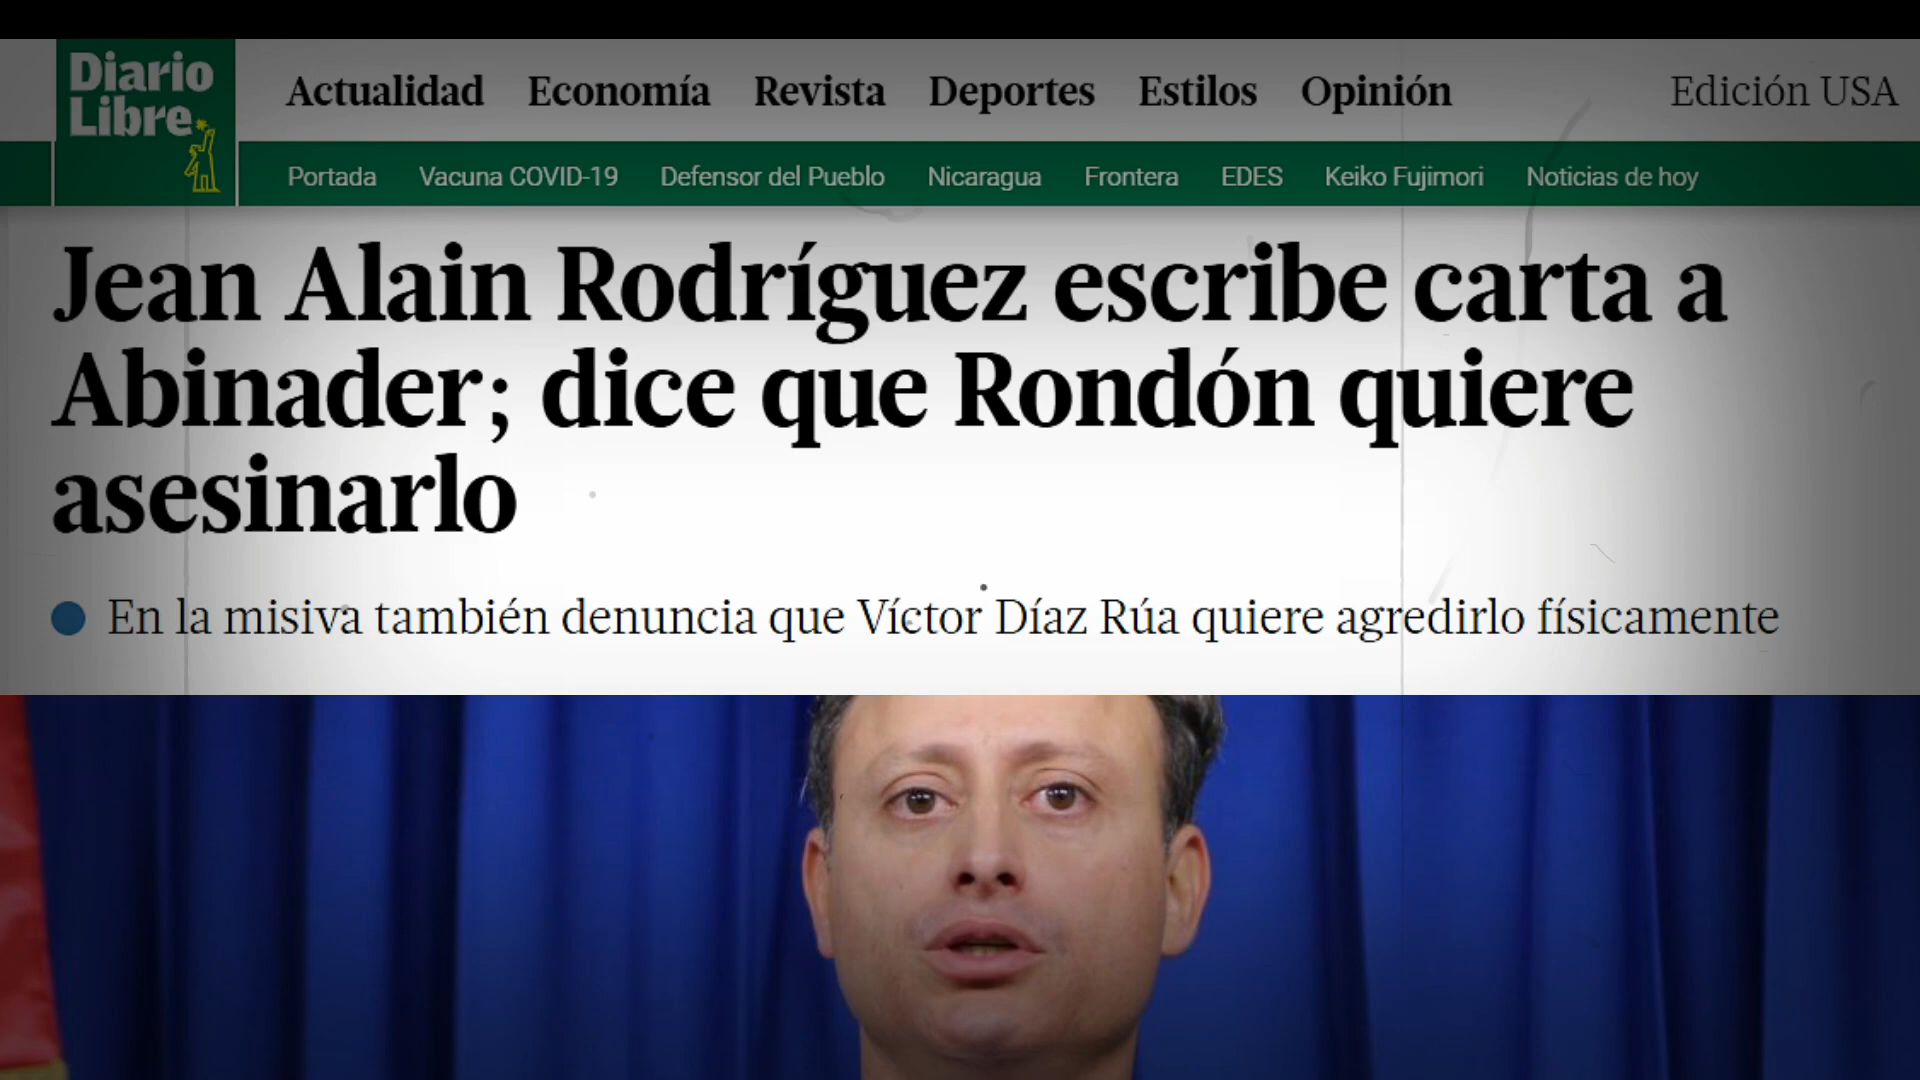 Diario
Libre
Actualidad Economía Revista Deportes Estilos Opinión Edición USA
Portada Vacuna COVID-19 Defensor del Pueblo Nicaragua Frontera EDES Keiko Fujimori Noticias de hoy
Jean Alain Rodríguez escribe carta a
Abinader; dice que Rondón quiere
asesinarlo
En la misiva también denuncia que Víctor Díaz Rúa quiere agredirlo físicamente